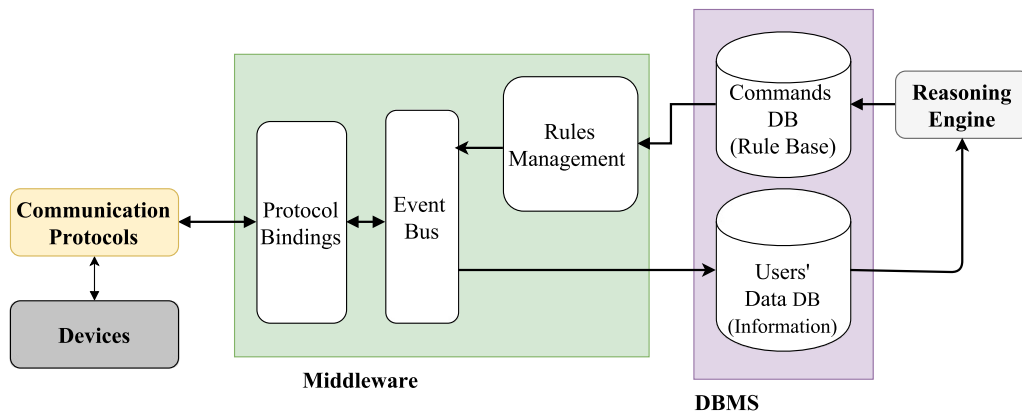 Communication
Protocols
Devices
Protocol
Bindings
Event
Bus
Rules
Management
Middleware
Commands
DB
(Rule Base)
Users'
Data DB
(Information)
DBMS
Reasoning
Engine